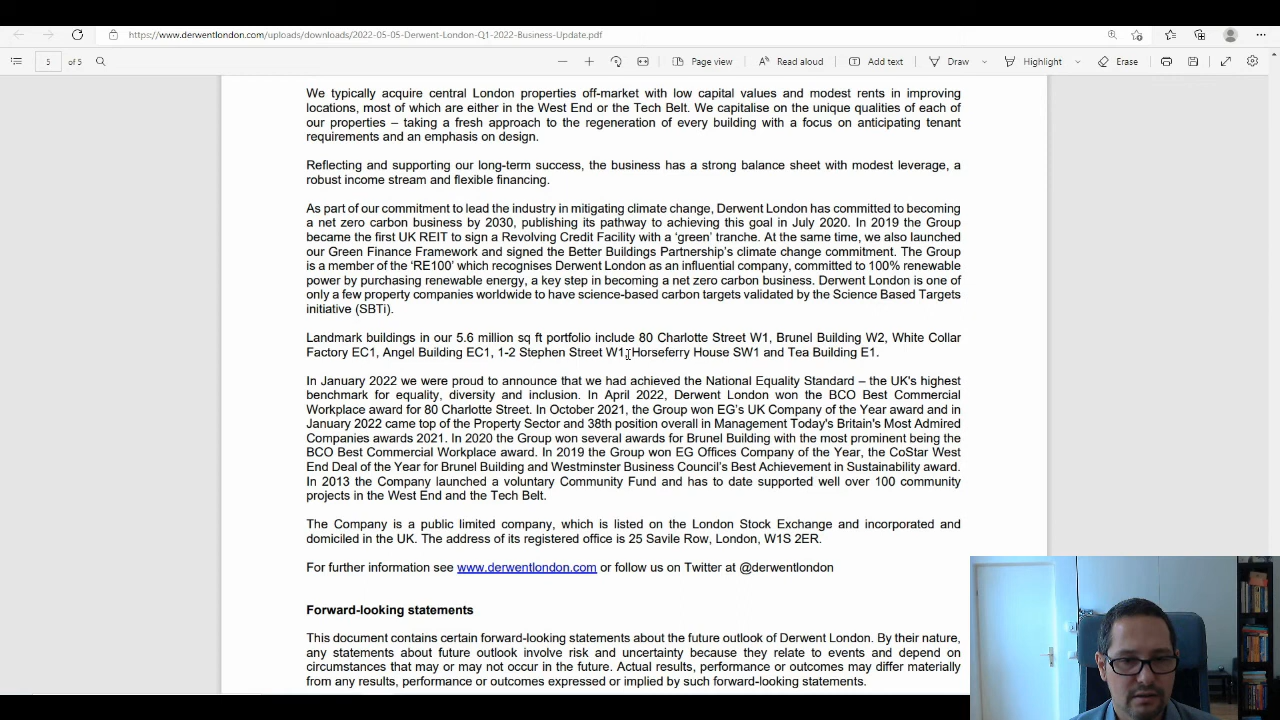 https://www.derwentlondon.com/uploads/downloads/2022-05-05-Derwent-London-Q1-2022-Business-Update.pdf
5 of 5 Page view Read aloud Add text Draw Highlight Erase
We typically acquire central London properties off-market with low capital values and modest rents in improving
locations, most of which are either in the West End or the Tech Belt. We capitalise on the unique qualities of each of
our properties – taking a fresh approach to the regeneration of every building with a focus on anticipating tenant
requirements and an emphasis on design.
Reflecting and supporting our long-term success, the business has a strong balance sheet with modest leverage, a
robust income stream and flexible financing.
As part of our commitment to lead the industry in mitigating climate change, Derwent London has committed to becoming
a net zero carbon business by 2030, publishing its pathway to achieving this goal in July 2020. In 2019 the Group
became the first UK REIT to sign a Revolving Credit Facility with a ‘green’ tranche. At the same time, we also launched
our Green Finance Framework and signed the Better Buildings Partnership’s climate change commitment. The Group
is a member of the ‘RE100’ which recognises Derwent London as an influential company, committed to 100% renewable
power by purchasing renewable energy, a key step in becoming a net zero carbon business. Derwent London is one of
only a few property companies worldwide to have science-based carbon targets validated by the Science Based Targets
initiative (SBTi).
Landmark buildings in our 5.6 million sq ft portfolio include 80 Charlotte Street W1, Brunel Building W2, White Collar
Factory EC1, Angel Building EC1, 1-2 Stephen Street W1, Horseferry House SW1 and Tea Building E1.
In January 2022 we were proud to announce that we had achieved the National Equality Standard – the UK's highest
benchmark for equality, diversity and inclusion. In April 2022, Derwent London won the BCO Best Commercial
Workplace award for 80 Charlotte Street. In October 2021, the Group won EG's UK Company of the Year award and in
January 2022 came top of the Property Sector and 38th position overall in Management Today's Britain's Most Admired
Companies awards 2021. In 2020 the Group won several awards for Brunel Building with the most prominent being the
BCO Best Commercial Workplace award. In 2019 the Group won EG Offices Company of the Year, the CoStar West
End Deal of the Year for Brunel Building and Westminster Business Council’s Best Achievement in Sustainability award.
In 2013 the Company launched a voluntary Community Fund and has to date supported well over 100 community
projects in the West End and the Tech Belt.
The Company is a public limited company, which is listed on the London Stock Exchange and incorporated and
domiciled in the UK. The address of its registered office is 25 Savile Row, London, W1S 2ER.
For further information see www.derwentlondon.com or follow us on Twitter at @derwentlondon
Forward-looking statements
This document contains certain forward-looking statements about the future outlook of Derwent London. By their nature,
any statements about future outlook involve risk and uncertainty because they relate to events and depend on
circumstances that may or may not occur in the future. Actual results, performance or outcomes may differ materially
from any results, performance or outcomes expressed or implied by such forward-looking statements.